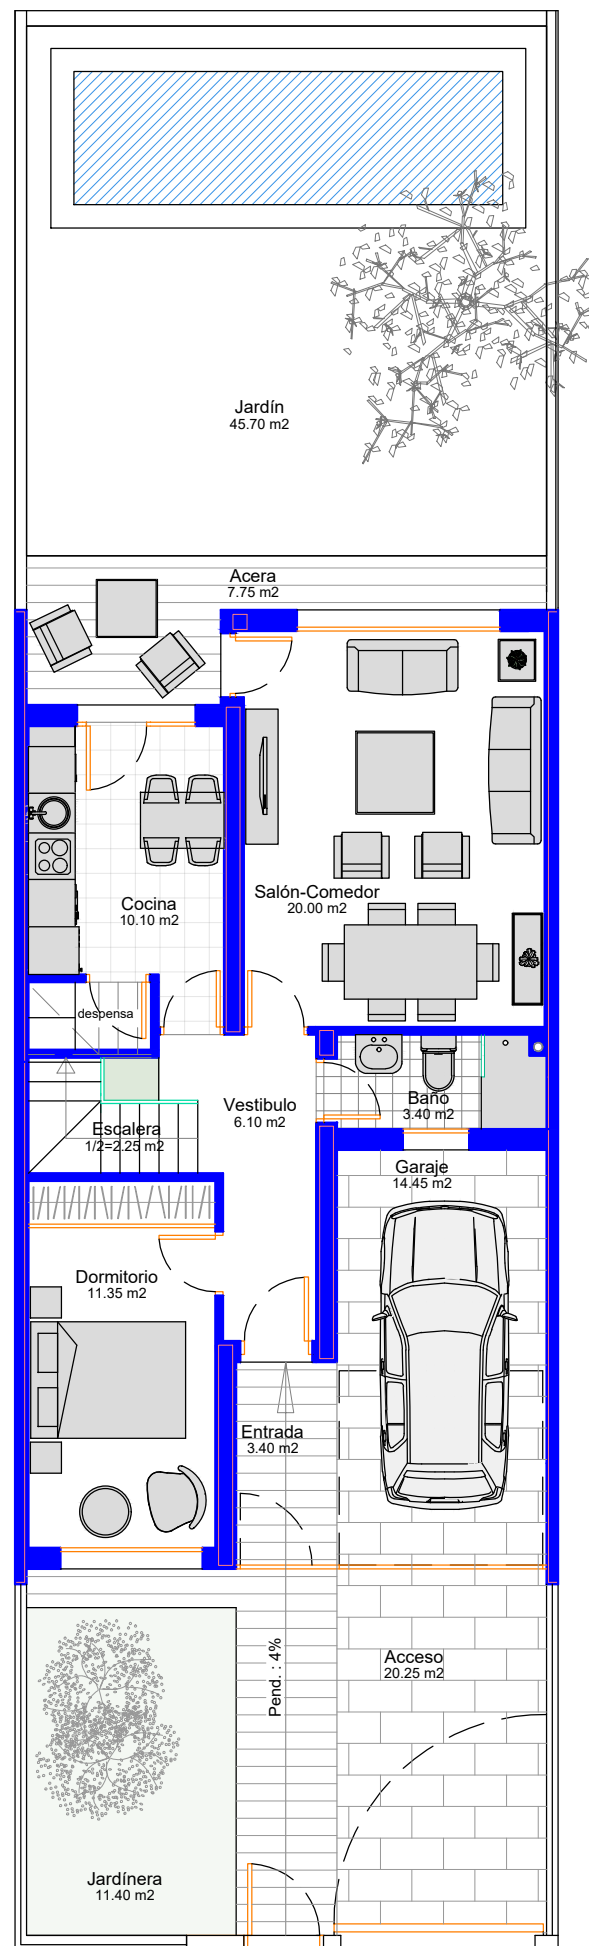 Jardín
45.70 m2
Acera
7.75 m2
Cocina
10.10 m2
Salón-Comedor
20.00 m2
despensa
Vestibulo
6.10 m2
Baño
3.40 m2
Escalera
1/2=2.25 m2
Garaje
14.45 m2
Dormitorio
11.35 m2
Entrada
3.40 m2
Pend. : 4%
Acceso
20.25 m2
Jardínera
11.40 m2